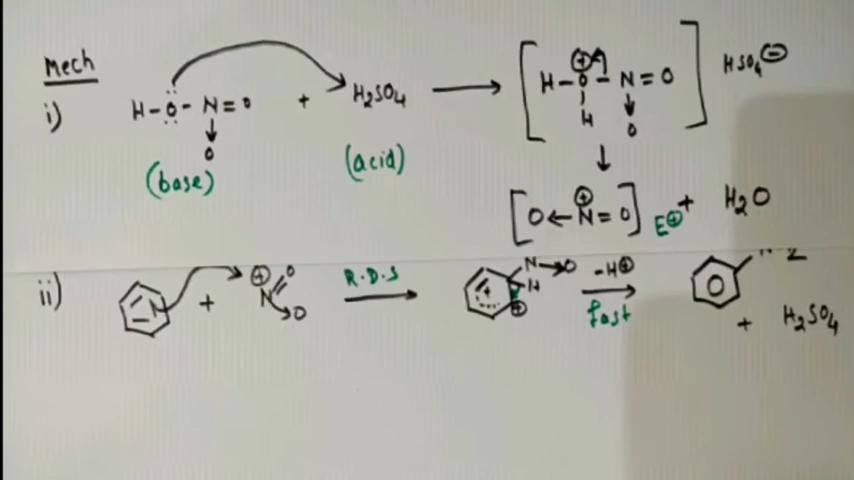 Mech
i) H-O-N=O + H2SO4 → [H-O-N=O] HSO4⊖
↓ H ↓
O O
(base) (acid) ↓
[O←N=O] E⊕ + H2O
⊕
ii) + ⊕ O R.D.S N→O -H⊕
N H →
O ⊕ fast + H2SO4